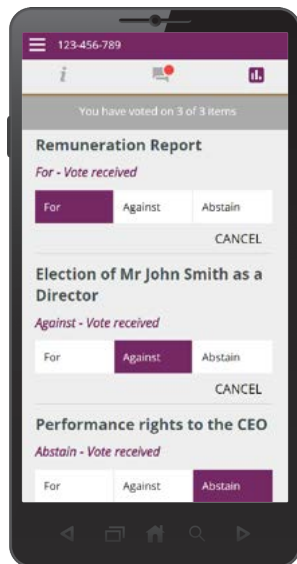 123-456-789
i
You have voted on 3 of 3 items
Remuneration Report
For - Vote received
For Against Abstain
CANCEL
Election of Mr John Smith as a
Director
Against - Vote received
For Against Abstain
CANCEL
Performance rights to the CEO
Abstain - Vote received
For Against Abstain